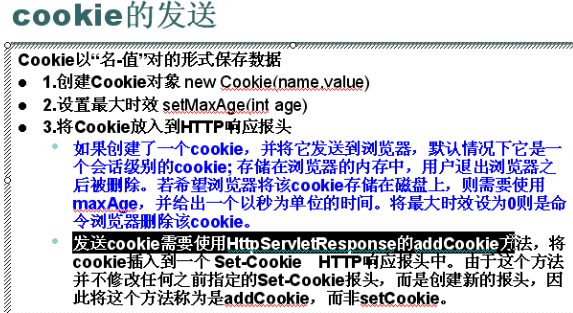 cookie的发送
Cookie以“名-值”对的形式保存数据
1.创建Cookie对象 new Cookie(name,value)
2.设置最大时效 setMaxAge(int age)
3.将Cookie放入到HTTP响应报头
如果创建了一个cookie，并将它发送到浏览器，默认情况下它是一
个会话级别的cookie; 存储在浏览器的内存中，用户退出浏览器之
后被删除。若希望浏览器将该cookie存储在磁盘上，则需要使用
maxAge，并给出一个以秒为单位的时间。将最大时效设为0则是命
令浏览器删除该cookie。
发送cookie需要使用HttpServletResponse的addCookie方法，将
cookie插入到一个 Set-Cookie HTTP响应报头中。由于这个方法
并不修改任何之前指定的Set-Cookie报头，而是创建新的报头，因
此将这个方法称为是addCookie，而非setCookie。